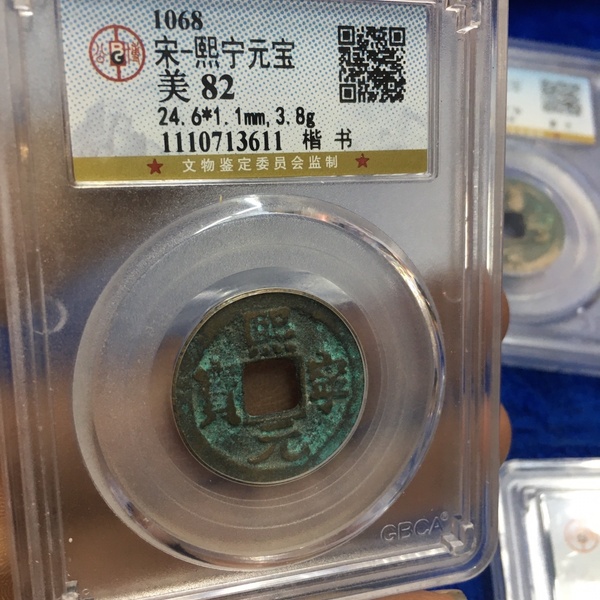 1068
宋-熙宁元宝
美 82
24.6*1.1mm,3.8g
1110713611 楷 书
文物鉴定委员会监制
熙
寧
元
寶
GBCA